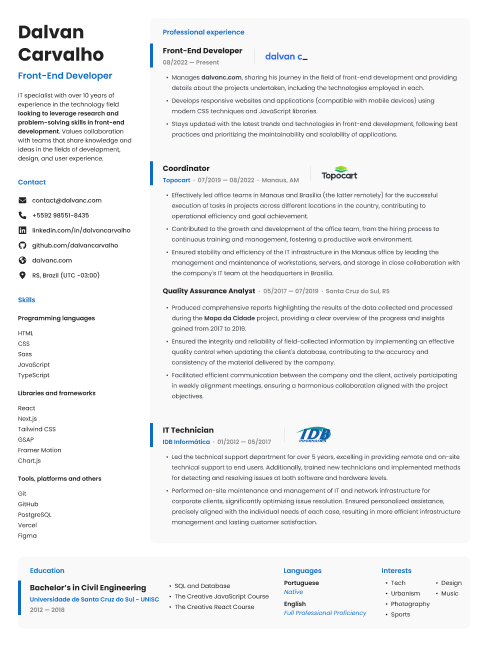 Dalvan
Carvalho
Front-End Developer
IT specialist with over 10 years of
experience in the technology field
looking to leverage research and
problem-solving skills in front-end
development. Values collaboration
with teams that share knowledge and
ideas in the fields of development,
design, and user experience.
Contact
contact@dalvanc.com
+5592 98551-8435
linkedin.com/in/dalvancarvalho
github.com/dalvancarvalho
dalvanc.com
RS, Brazil (UTC -03:00)
Skills
Programming languages
HTML
CSS
Sass
JavaScript
TypeScript
Libraries and frameworks
React
Next.js
Tailwind CSS
GSAP
Framer Motion
Chart.js
Tools, platforms and others
Git
GitHub
PostgreSQL
Vercel
Figma
Professional experience
Front-End Developer
08/2022 — Present
dalvan c_
• Manages dalvanc.com, sharing his journey in the field of front-end development and providing
details about the projects undertaken, including the technologies employed in each.
• Develops responsive websites and applications (compatible with mobile devices) using
modern CSS techniques and JavaScript libraries.
• Stays updated with the latest trends and technologies in front-end development, following best
practices and prioritizing the maintainability and scalability of applications.
Coordinator
Topocart · 07/2019 — 08/2022 · Manaus, AM
Topocart
• Effectively led office teams in Manaus and Brasília (the latter remotely) for the successful
execution of tasks in projects across different locations in the country, contributing to
operational efficiency and goal achievement.
• Contributed to the growth and development of the office team, from the hiring process to
continuous training and management, fostering a productive work environment.
• Ensured stability and efficiency of the IT infrastructure in the Manaus office by leading the
management and maintenance of workstations, servers, and storage in close collaboration with
the company's IT team at the headquarters in Brasília.
Quality Assurance Analyst · 05/2017 — 07/2019 · Santa Cruz do Sul, RS
• Produced comprehensive reports highlighting the results of the data collected and processed
during the Mapa da Cidade project, providing a clear overview of the progress and insights
gained from 2017 to 2019.
• Ensured the integrity and reliability of field-collected information by implementing an effective
quality control when updating the client's database, contributing to the accuracy and
consistency of the material delivered by the company.
• Facilitated efficient communication between the company and the client, actively participating
in weekly alignment meetings, ensuring a harmonious collaboration aligned with the project
objectives.
IT Technician
IDB Informática · 01/2012 — 05/2017
IDB
• Led the technical support department for over 5 years, excelling in providing remote and on-site
technical support to end users. Additionally, trained new technicians and implemented methods
for detecting and resolving issues at both software and hardware levels.
• Performed on-site maintenance and management of IT and network infrastructure for
corporate clients, significantly optimizing issue resolution. Ensured personalized assistance,
precisely aligned with the individual needs of each case, resulting in more efficient infrastructure
management and lasting customer satisfaction.
Education
Bachelor's in Civil Engineering
Universidade de Santa Cruz do Sul - UNISC
2012 — 2018
• SQL and Database
• The Creative JavaScript Course
• The Creative React Course
Languages
Portuguese
Native
English
Full Professional Proficiency
Interests
• Tech
• Urbanism
• Photography
• Sports
• Design
• Music